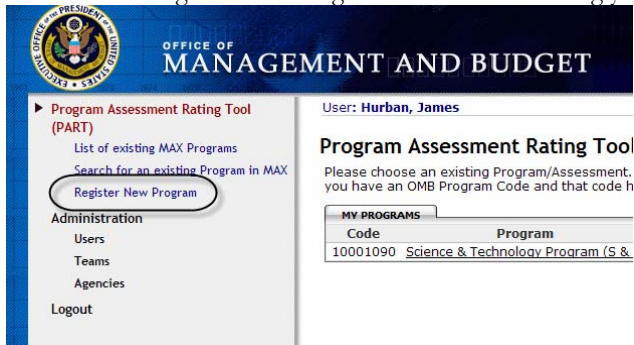 OFFICE OF
MANAGEMENT AND BUDGET
Program Assessment Rating Tool
(PART)
List of existing MAX Programs
Search for an existing Program in MAX
Register New Program
Administration
Users
Teams
Agencies
Logout
User: Hurban, James
Program Assessment Rating Tool
Please choose an existing Program/Assessment.
you have an OMB Program Code and that code h
MY PROGRAMS
Code Program
10001090 Science & Technology Program (S &